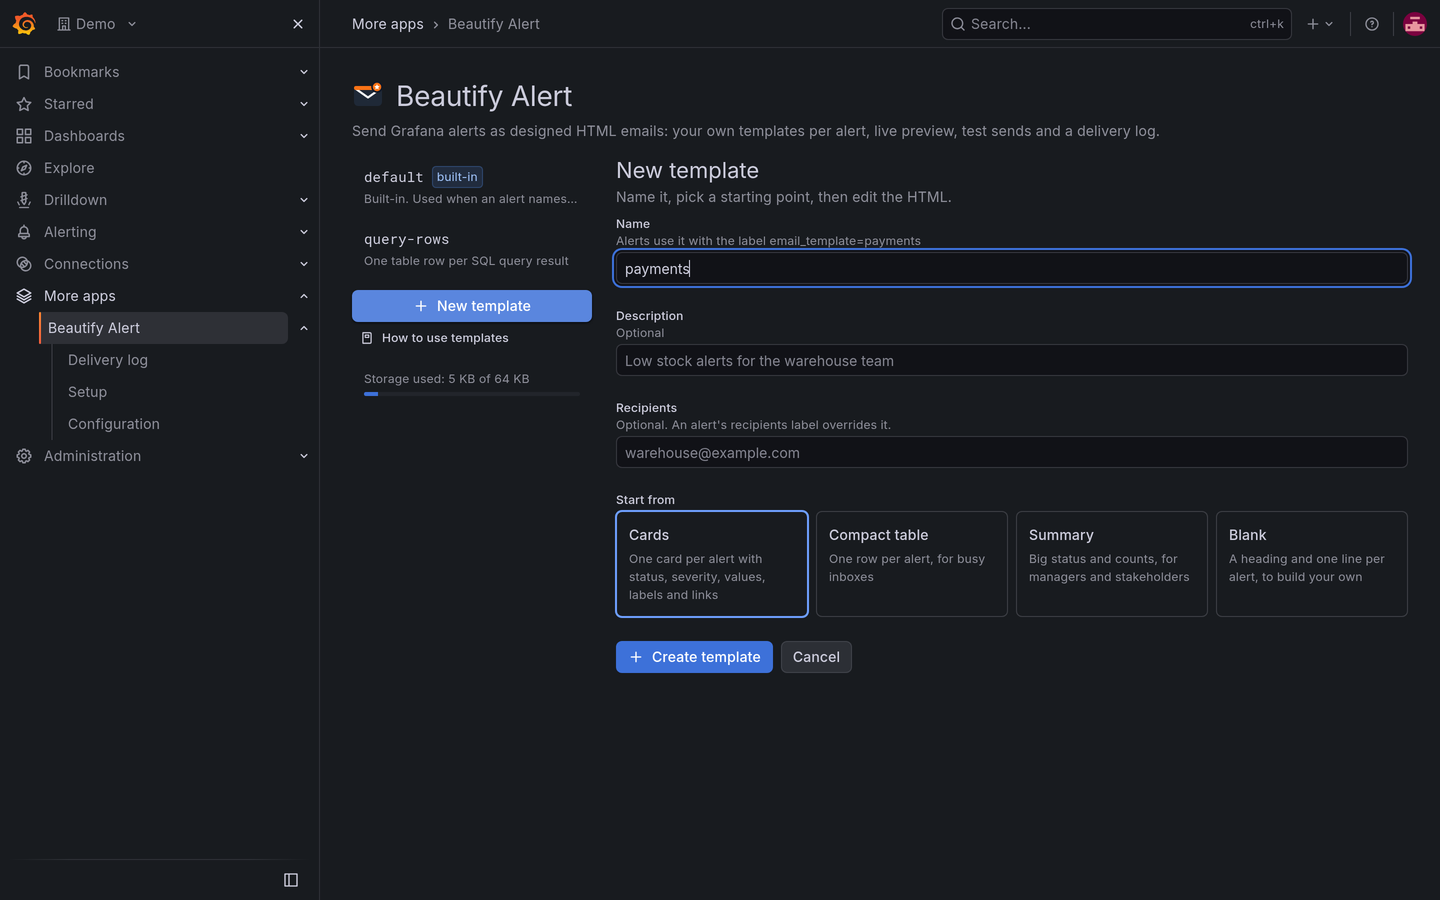 Demo
More apps › Beautify Alert
Search... ctrl+k
Bookmarks
Starred
Dashboards
Explore
Drilldown
Alerting
Connections
More apps
Beautify Alert
Delivery log
Setup
Configuration
Administration
Beautify Alert
Send Grafana alerts as designed HTML emails: your own templates per alert, live preview, test sends and a delivery log.
default built-in
Built-in. Used when an alert names...
query-rows
One table row per SQL query result
New template
How to use templates
Storage used: 5 KB of 64 KB
New template
Name it, pick a starting point, then edit the HTML.
Name
Alerts use it with the label email_template=payments
payments
Description
Optional
Low stock alerts for the warehouse team
Recipients
Optional. An alert's recipients label overrides it.
warehouse@example.com
Start from
Cards
One card per alert with
status, severity, values,
labels and links
Compact table
One row per alert, for busy
inboxes
Summary
Big status and counts, for
managers and stakeholders
Blank
A heading and one line per
alert, to build your own
Create template
Cancel